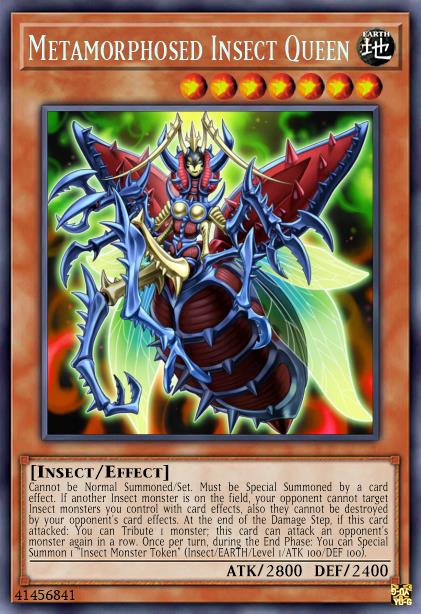 Metamorphosed Insect Queen
EARTH
地
[Insect/Effect]
Cannot be Normal Summoned/Set. Must be Special Summoned by a card
effect. If another Insect monster is on the field, your opponent cannot target
Insect monsters you control with card effects, also they cannot be destroyed
by your opponent's card effects. At the end of the Damage Step, if this card
attacked: You can Tribute 1 monster; this card can attack an opponent's
monster again in a row. Once per turn, during the End Phase: You can Special
Summon 1 "Insect Monster Token" (Insect/EARTH/Level 1/ATK 100/DEF 100).
ATK/2800 DEF/2400
41456841